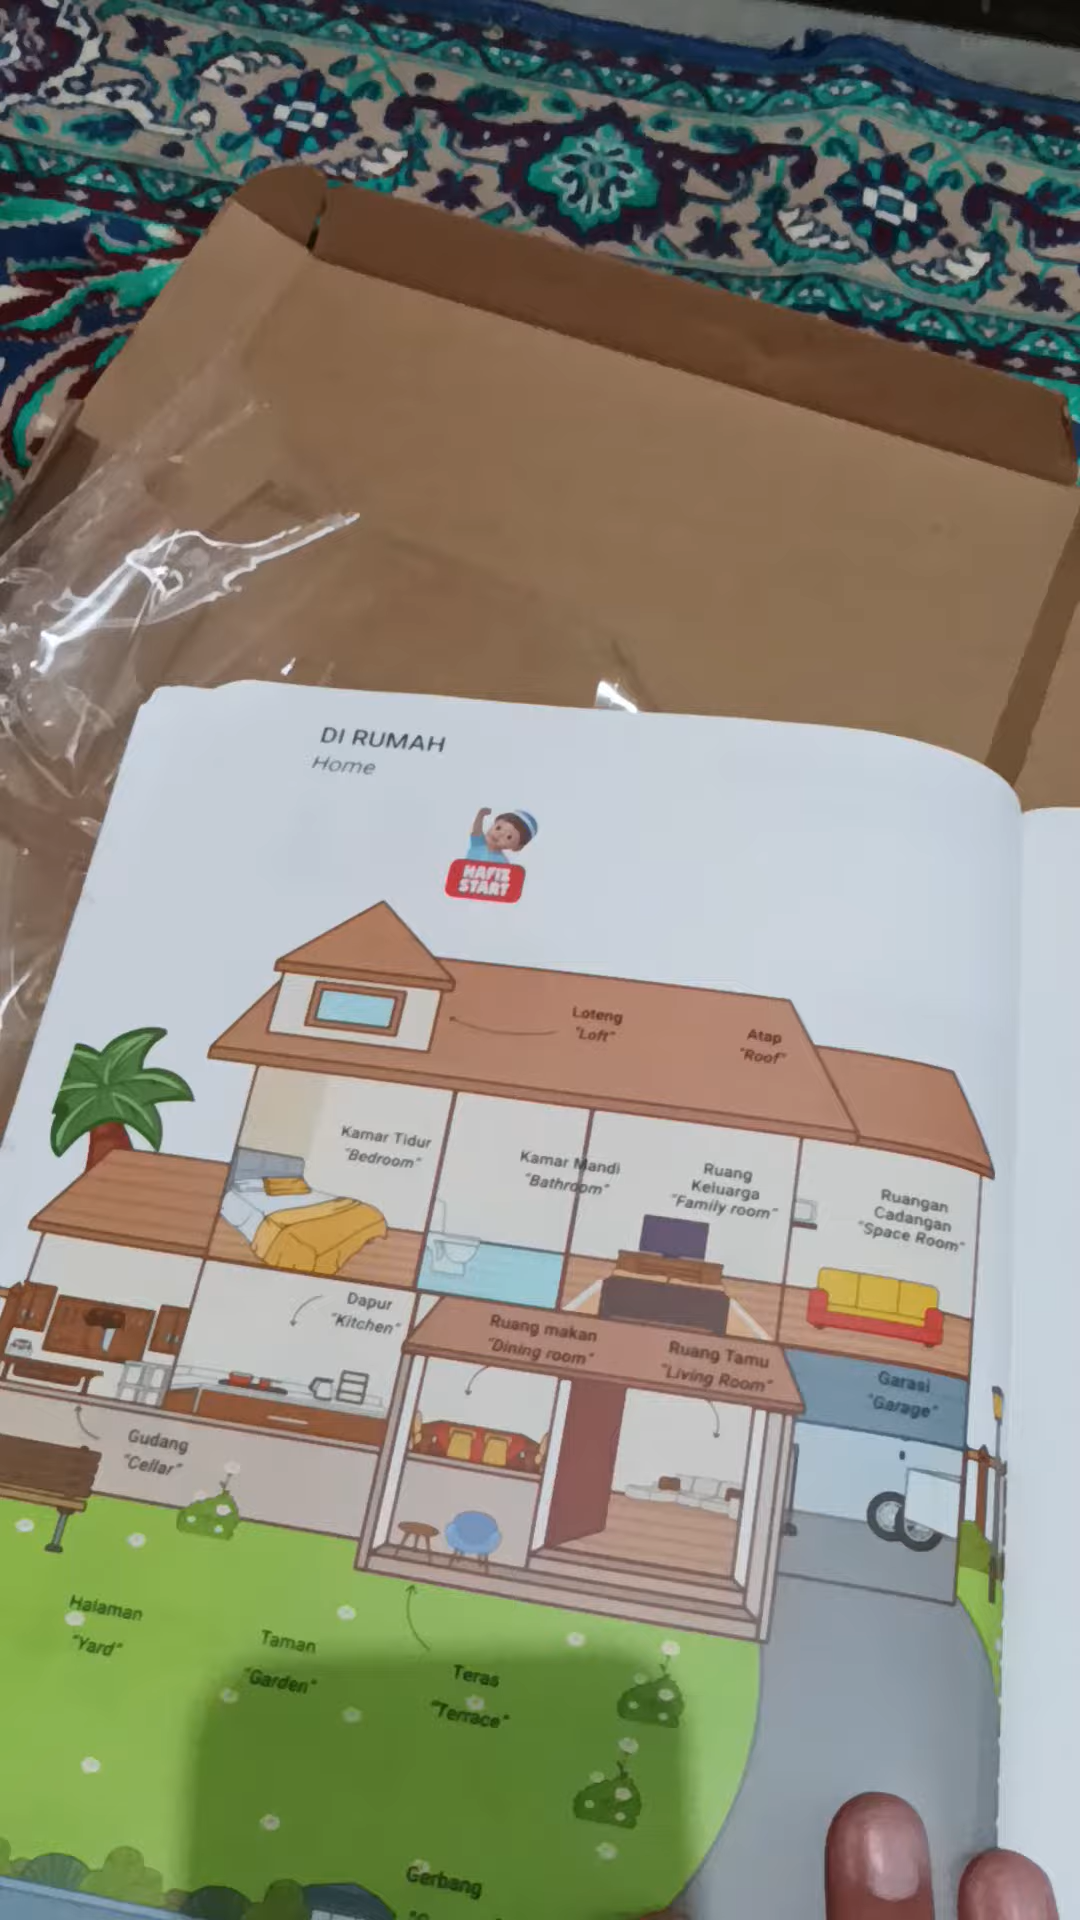 DI RUMAH
Home
HAFIZ
START
Loteng
"Loft"
Atap
"Roof"
Kamar Tidur
"Bedroom"
Kamar Mandi
"Bathroom"
Ruang
Keluarga
"Family room"
Ruangan
Cadangan
"Space Room"
Dapur
"Kitchen"
Ruang makan
"Dining room"
Ruang Tamu
"Living Room"
Garasi
"Garage"
Gudang
"Cellar"
Halaman
"Yard"
Taman
"Garden"
Teras
"Terrace"
Gerbang